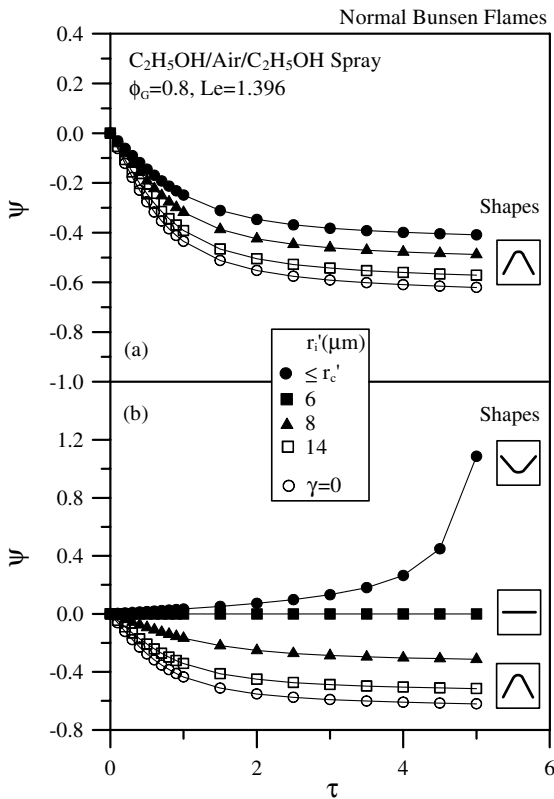 Normal Bunsen Flames
0.4
C₂H₅OH/Air/C₂H₅OH Spray
ϕ_G=0.8, Le=1.396
0.0
-0.2
ψ
Shapes
-0.4
-0.6
-0.8
(a)
r_i'(μm)
≤ r_c'
-1.0
6
(b)
8
Shapes
1.2
14
γ=0
0.8
ψ
0.4
0.0
-0.4
-0.8
0
2
4
6
τ